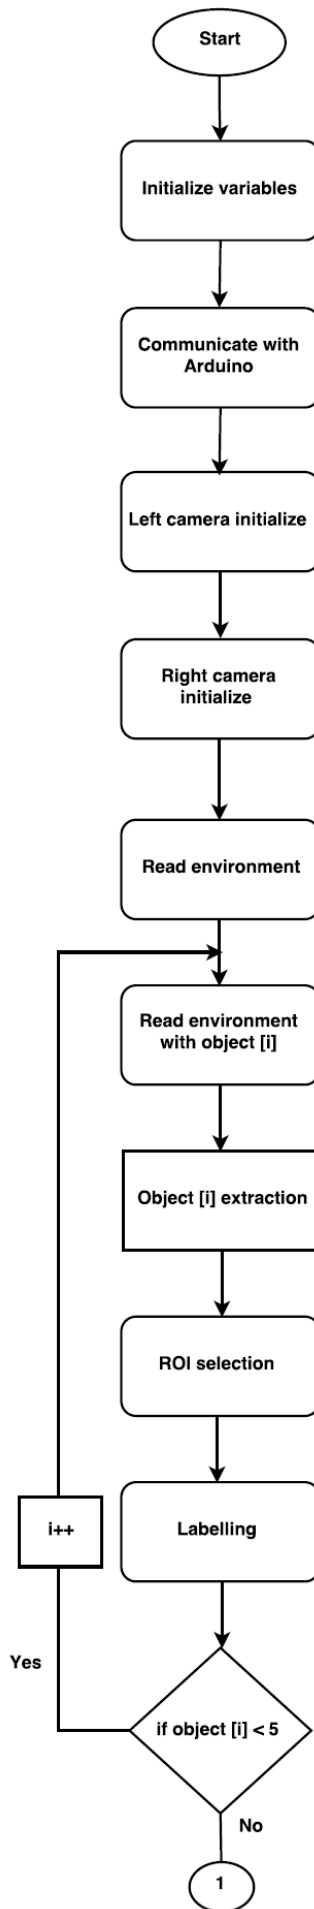 Start
Initialize variables
Communicate with
Arduino
Left camera initialize
Right camera
initialize
Read environment
Read environment
with object [i]
Object [i] extraction
ROI selection
Labelling
i++
Yes
if object [i] < 5
No
1